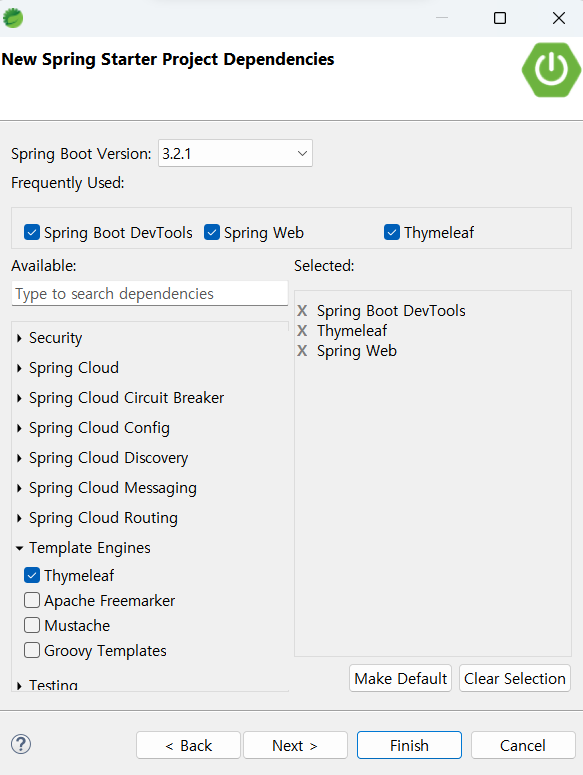 New Spring Starter Project Dependencies
Spring Boot Version: 3.2.1
Frequently Used:
Spring Boot DevTools Spring Web Thymeleaf
Available:
Type to search dependencies
Security
Spring Cloud
Spring Cloud Circuit Breaker
Spring Cloud Config
Spring Cloud Discovery
Spring Cloud Messaging
Spring Cloud Routing
Template Engines
Thymeleaf
Apache Freemarker
Mustache
Groovy Templates
Testing
Selected:
X Spring Boot DevTools
X Thymeleaf
X Spring Web
Make Default Clear Selection
? < Back Next > Finish Cancel